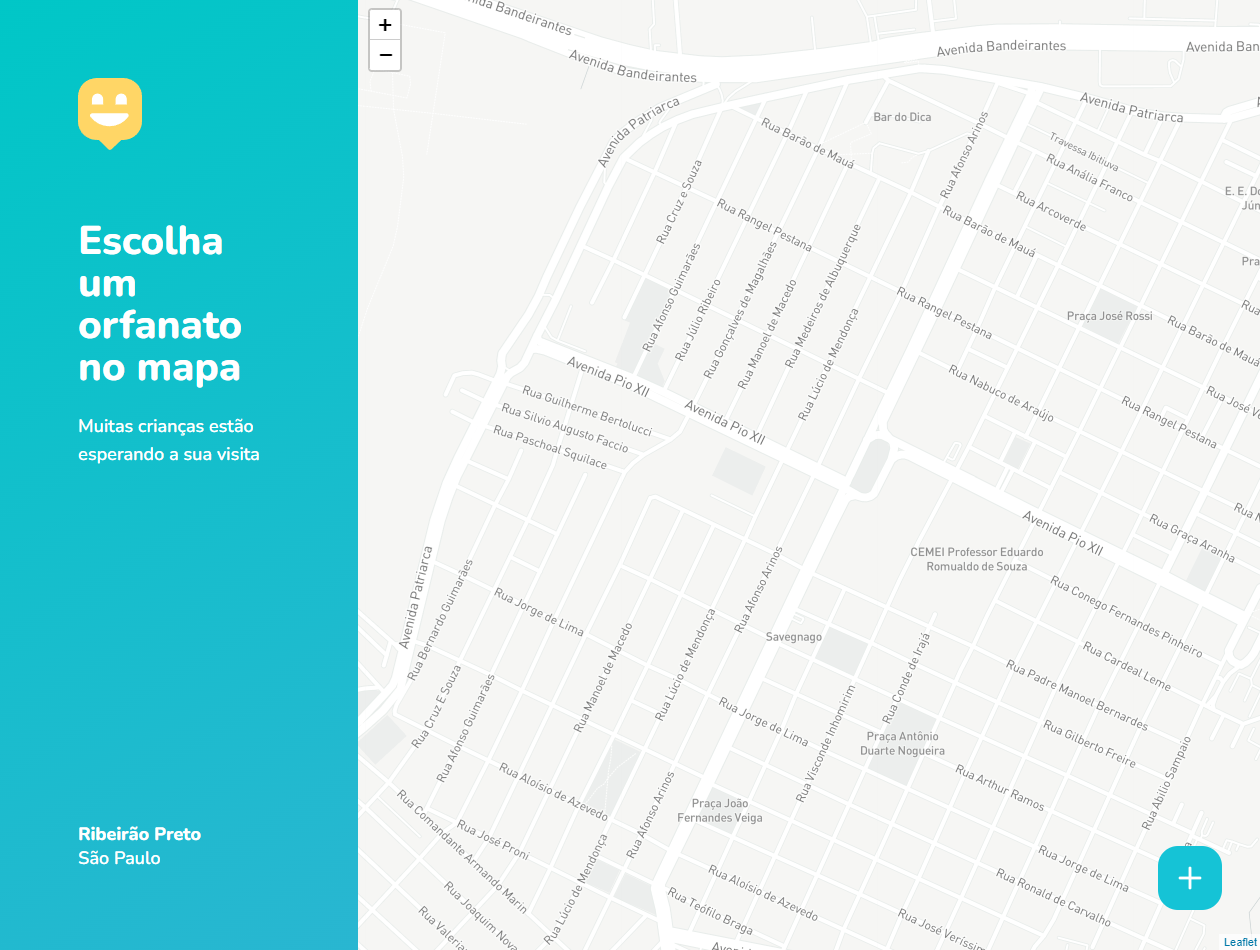 Escolha
um
orfanato
no mapa
Muitas crianças estão
esperando a sua visita
Ribeirão Preto
São Paulo
+
−
Avenida Bandeirantes
Avenida Bandeirantes
Avenida Bandeirantes
Avenida Ban
Avenida Patriarca
Avenida Patriarca
Bar do Dica
Rua Barão de Mauá
Rua Afonso Arinos
Travessa Ibitiuva
Rua Anália Franco
Rua Arcoverde
E. E. Do
Jún
Rua Cruz e Souza
Rua Rangel Pestana
Rua Barão de Mauá
Pra
Rua Afonso Guimarães
Rua Júlio Ribeiro
Rua Gonçalves de Magalhães
Rua Manoel de Macedo
Rua Medeiros de Albuquerque
Rua Lúcio de Mendonça
Rua Rangel Pestana
Praça José Rossi
Rua
Rua Barão de Mauá
Avenida Pio XII
Rua Guilherme Bertolucci
Rua Silvio Augusto Faccio
Rua Paschoal Squilace
Avenida Pio XII
Rua Nabuco de Araújo
Rua Rangel Pestana
Rua José Ve
Avenida Pio XII
Rua N
Rua Graça Aranha
CEMEI Professor Eduardo
Romualdo de Souza
Avenida Patriarca
Rua Bernardo Guimarães
Rua Jorge de Lima
Rua Afonso Arinos
Rua Conego Fernandes Pinheiro
Rua Manoel de Macedo
Rua Lúcio de Mendonça
Savegnago
Rua Conde de Irajá
Rua Cardeal Leme
Rua Padre Manoel Bernardes
Rua Cruz E Souza
Rua Afonso Guimarães
Rua Jorge de Lima
Rua Visconde Inhomirim
Praça Antônio
Duarte Nogueira
Rua Gilberto Freire
Rua Abilio Sampaio
Rua Aloísio de Azevedo
Rua Arthur Ramos
Praça João
Fernandes Veiga
Rua Afonso Arinos
Rua Comandante Armando Marin
Rua José Proni
Rua Lúcio de Mendonça
Rua Jorge de Lima
Rua Aloísio de Azevedo
Rua Ronald de Carvalho
Rua Joaquim Nova
Rua Teófilo Braga
Rua Valeria
Rua José Veríssim
Avenida
+
Leaflet